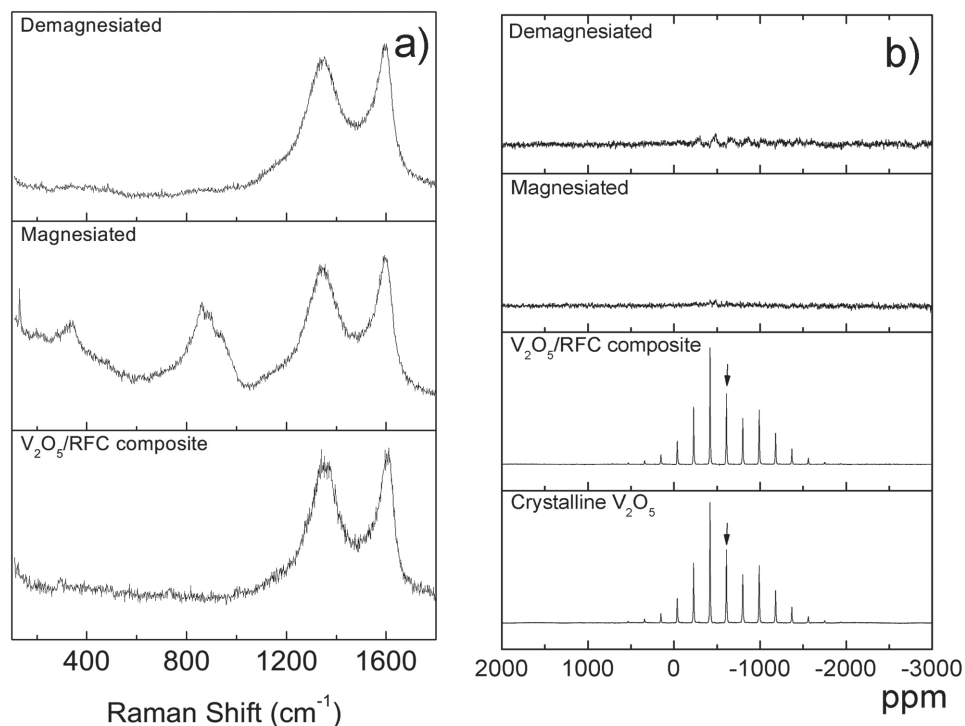 Demagnesiated
a)
Magnesiated
V₂O₅/RFC composite
400 800 1200 1600
Raman Shift (cm⁻¹)
Demagnesiated
b)
Magnesiated
V₂O₅/RFC composite
Crystalline V₂O₅
2000 1000 0 -1000 -2000 -3000
ppm